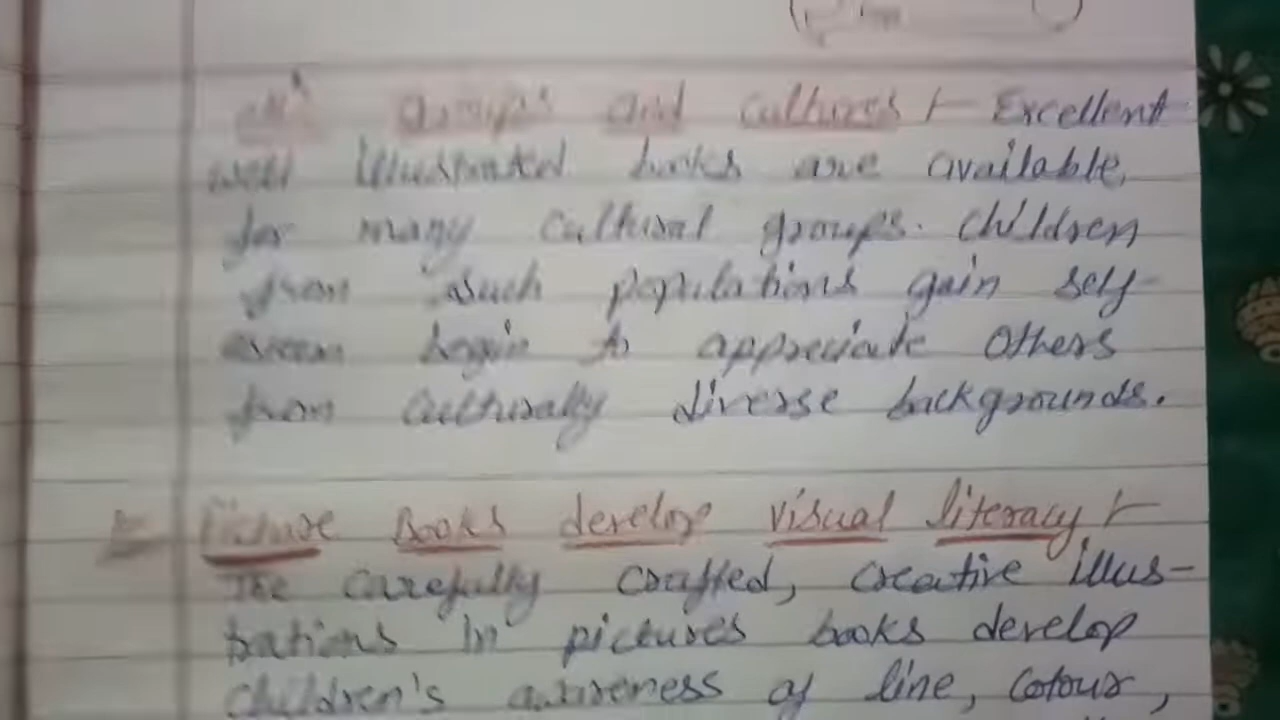 groups and cultures :- Excellent
well illustrated books are available,
for many cultural groups. Children
from such populations gain self-
begin to appreciate others
from culturally diverse backgrounds.
Picture Books develop visual literacy :-
The carefully crafted, creative illus-
trations in pictures books develop
children's awareness of line, colour,